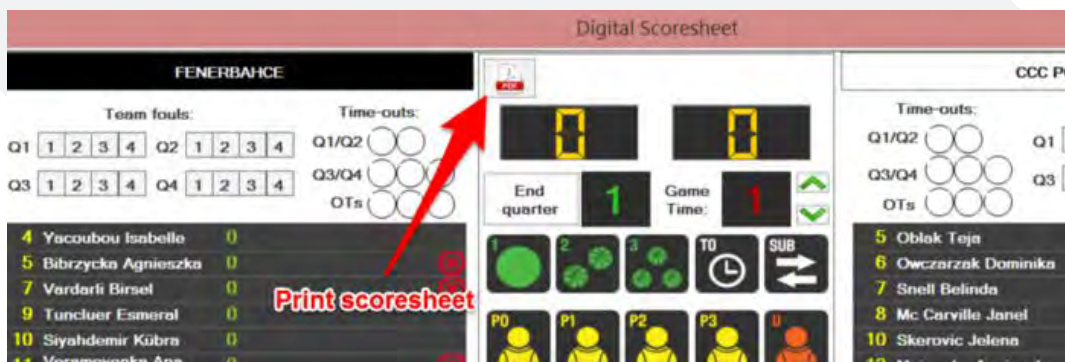 Digital Scoresheet
FENERBAHCE
Team fouls:
Time-outs:
Q1 1 2 3 4 Q2 1 2 3 4
Q1/Q2
Q3 1 2 3 4 Q4 1 2 3 4
Q3/Q4
OTs
4 Yacoubou Isabelle 0
5 Bibrzycka Agnieszka 0
7 Vardarli Birsel 0
9 Tuncluer Esmeral 0
10 Siyahdemir Kübra 0
Print scoresheet
PDF
0 0
End quarter 1 Game Time: 1
1 2 3 TO SUB
P0 P1 P2 P3 U
CCC
Time-outs:
Q1/Q2 Q1
Q3/Q4 Q3
OTs
5 Oblak Teja
6 Owczarzak Dominika
7 Snell Belinda
8 Mc Carville Janel
10 Skerovic Jelena